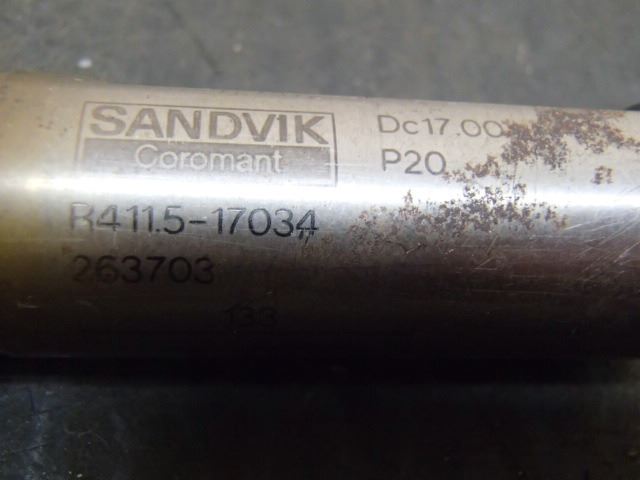 SANDVIK
Coromant
Dc17.00
P20
R411.5-17034
263703
133